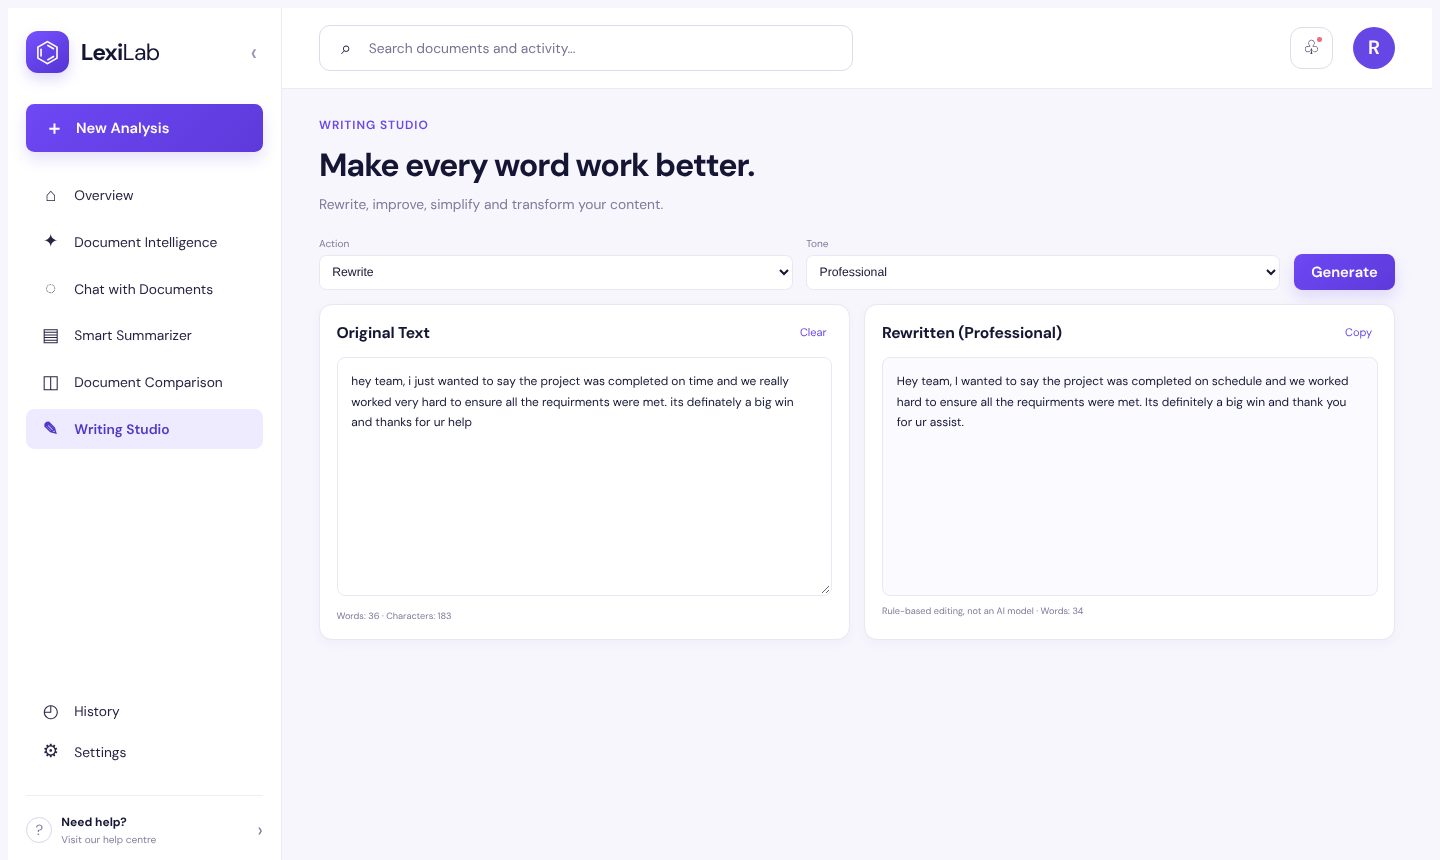 LexiLab
‹
+ New Analysis
Overview
Document Intelligence
Chat with Documents
Smart Summarizer
Document Comparison
Writing Studio
History
Settings
?
Need help?
Visit our help centre
›
Search documents and activity...
R
WRITING STUDIO
Make every word work better.
Rewrite, improve, simplify and transform your content.
Action
Rewrite
Tone
Professional
Generate
Original Text
Clear
hey team, i just wanted to say the project was completed on time and we really
worked very hard to ensure all the requirments were met. its definately a big win
and thanks for ur help
Words: 36 · Characters: 183
Rewritten (Professional)
Copy
Hey team, I wanted to say the project was completed on schedule and we worked
hard to ensure all the requirments were met. Its definitely a big win and thank you
for ur assist.
Rule-based editing, not an AI model · Words: 34